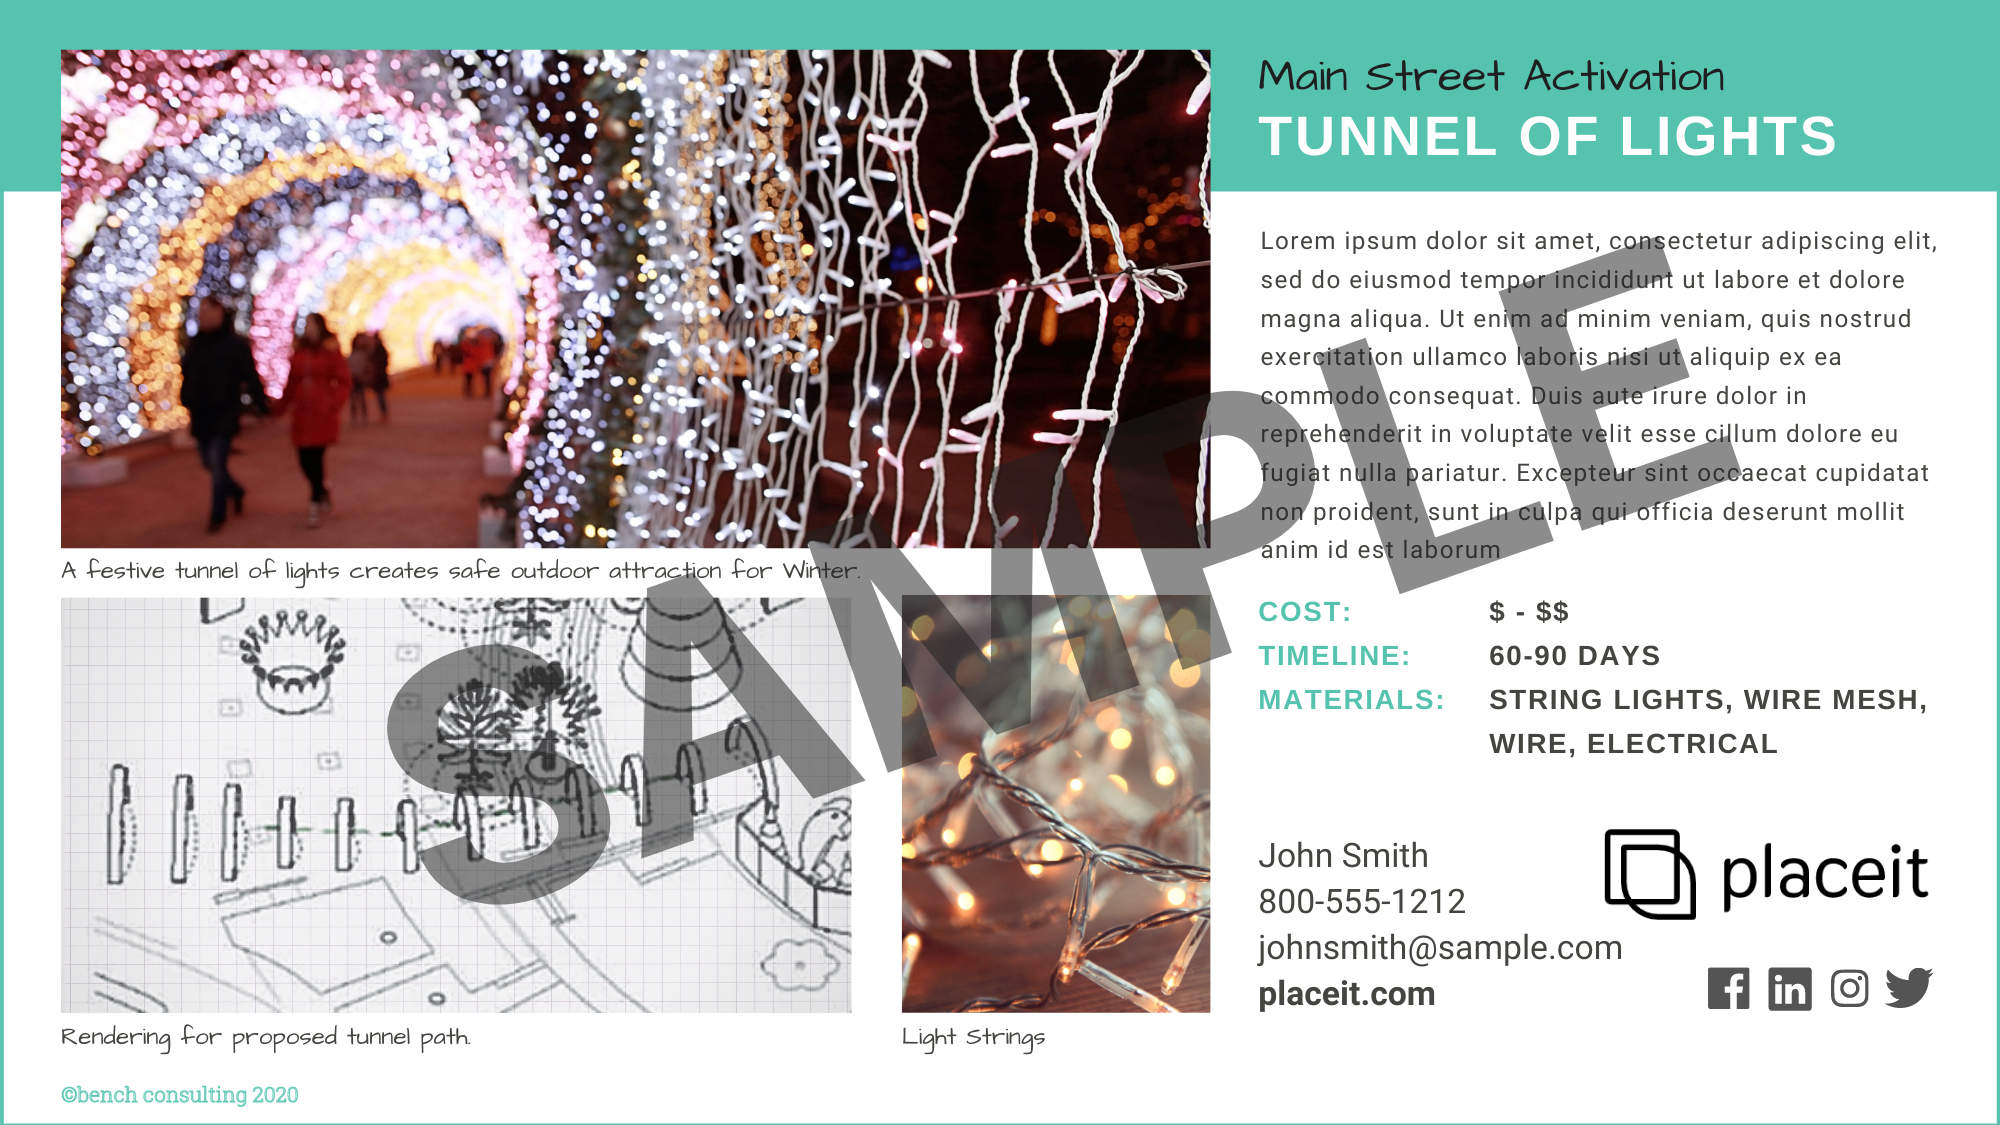 Main Street Activation
TUNNEL OF LIGHTS
Lorem ipsum dolor sit amet, consectetur adipiscing elit,
sed do eiusmod tempor incididunt ut labore et dolore
magna aliqua. Ut enim ad minim veniam, quis nostrud
exercitation ullamco laboris nisi ut aliquip ex ea
commodo consequat. Duis aute irure dolor in
reprehenderit in voluptate velit esse cillum dolore eu
fugiat nulla pariatur. Excepteur sint occaecat cupidatat
non proident, sunt in culpa qui officia deserunt mollit
anim id est laborum
A festive tunnel of lights creates safe outdoor attraction for Winter.
SAMPLE
COST: $ - $$
TIMELINE: 60-90 DAYS
MATERIALS: STRING LIGHTS, WIRE MESH,
WIRE, ELECTRICAL
John Smith
800-555-1212
johnsmith@sample.com
placeit.com
placeit
Rendering for proposed tunnel path.
Light Strings
©bench consulting 2020